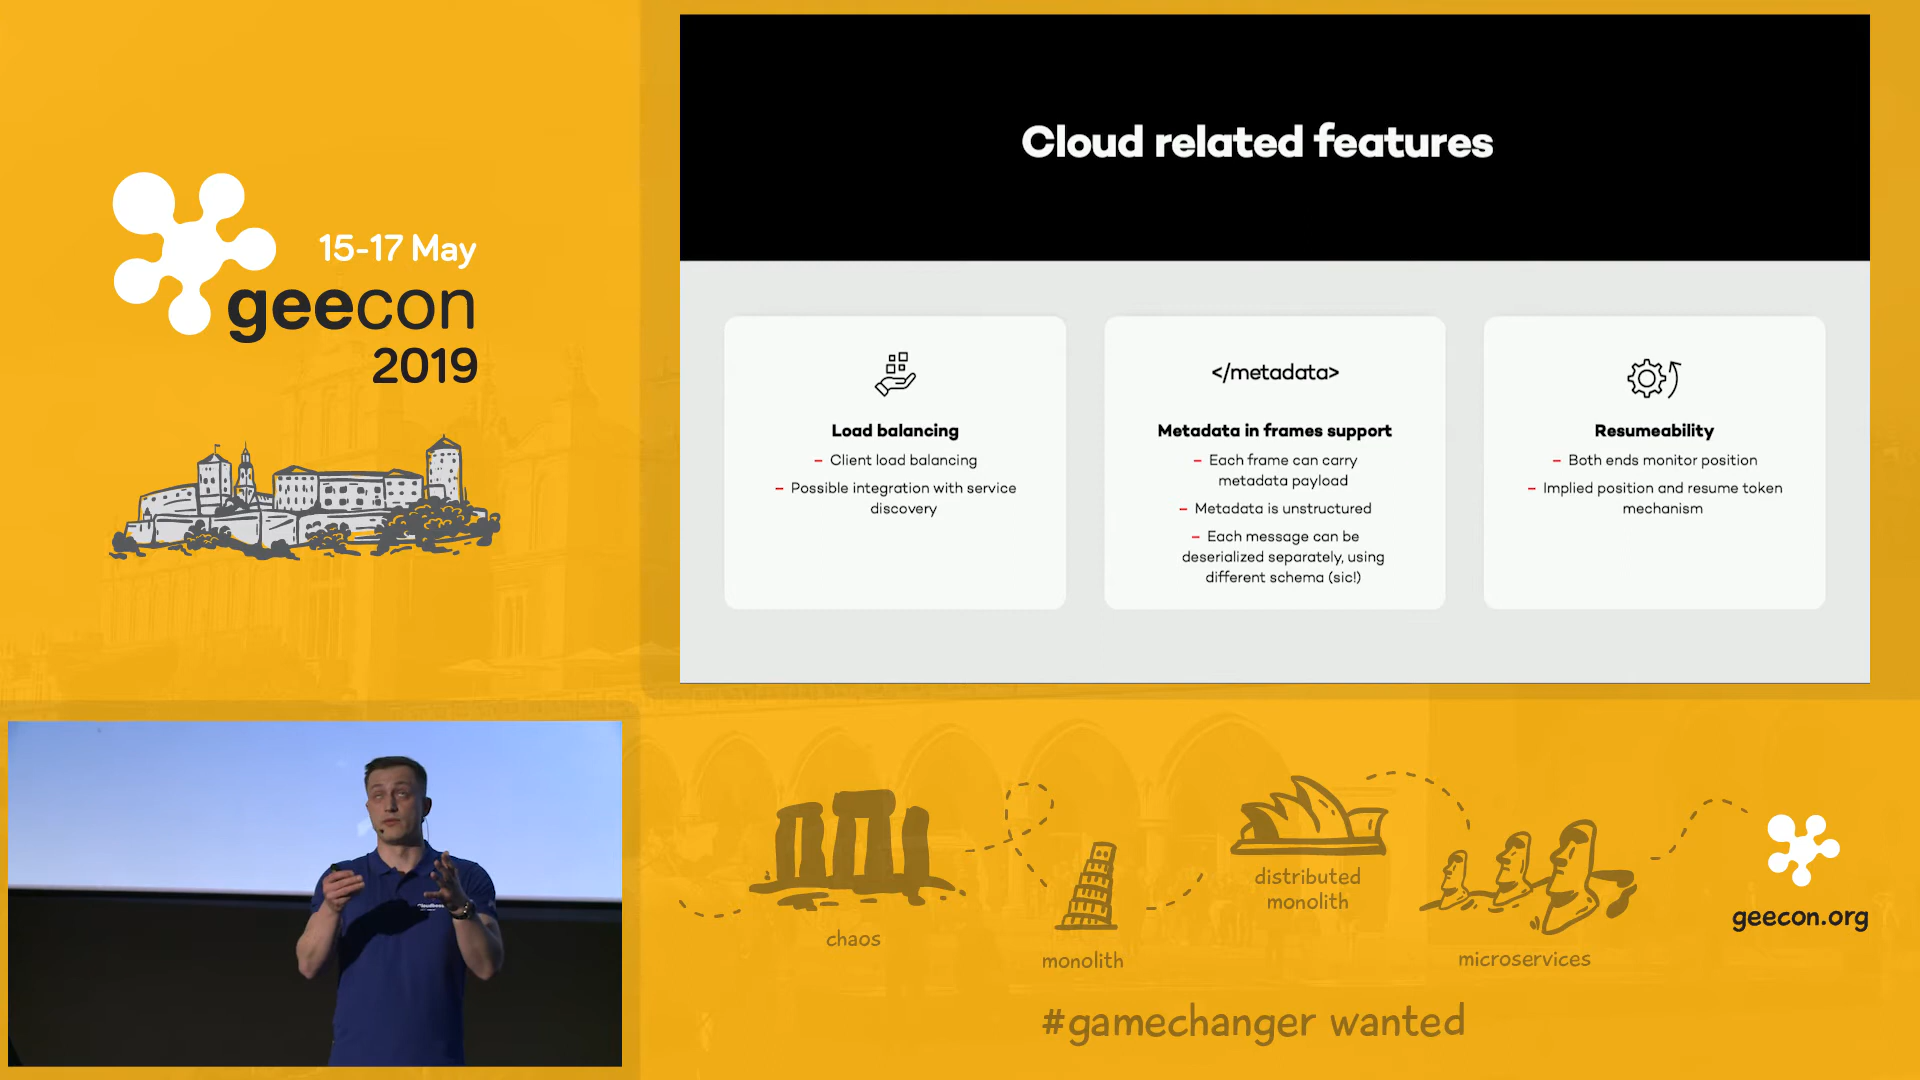 15-17 May
geecon
2019
Cloud related features
Load balancing
– Client load balancing
– Possible integration with service
discovery
</metadata>
Metadata in frames support
– Each frame can carry
metadata payload
– Metadata is unstructured
– Each message can be
deserialized separately, using
different schema (sic!)
Resumeability
– Both ends monitor position
– Implied position and resume token
mechanism
chaos
monolith
distributed
monolith
microservices
geecon.org
#gamechanger wanted